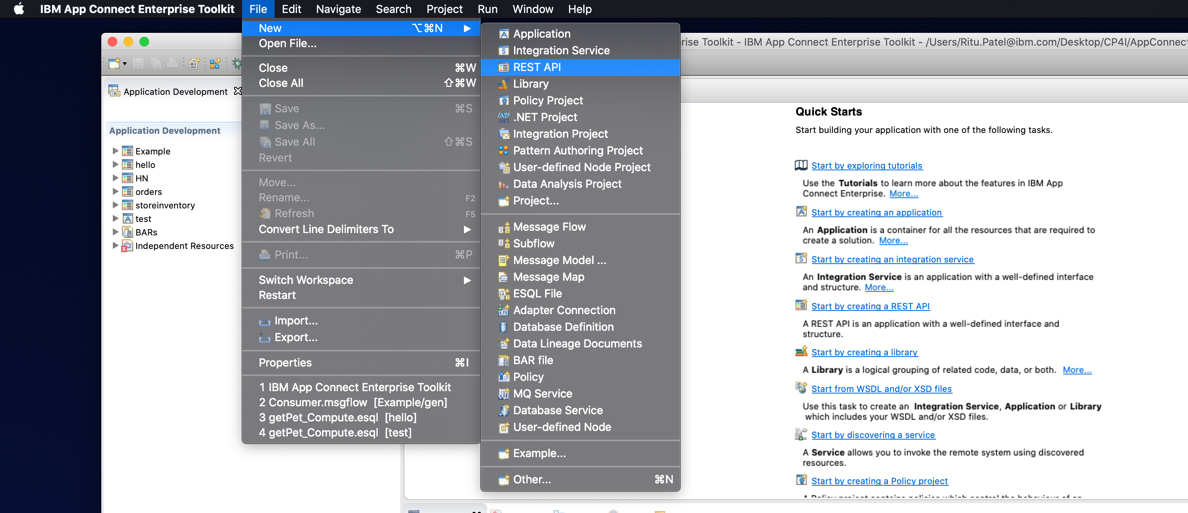 IBM App Connect Enterprise Toolkit File Edit Navigate Search Project Run Window Help
rise Toolkit - IBM App Connect Enterprise Toolkit - /Users/Ritu.Patel@ibm.com/Desktop/CP4I/AppConnect
Application Development
Application Development
Example
hello
HN
orders
storeinventory
test
BARs
Independent Resources
New ⌥⌘N
Open File...
Close ⌘W
Close All ⇧⌘W
Save ⌘S
Save As...
Save All ⇧⌘S
Revert
Move...
Rename... F2
Refresh F5
Convert Line Delimiters To
Print... ⌘P
Switch Workspace
Restart
Import...
Export...
Properties ⌘I
1 IBM App Connect Enterprise Toolkit
2 Consumer.msgflow [Example/gen]
3 getPet_Compute.esql [hello]
4 getPet_Compute.esql [test]
Application
Integration Service
REST API
Library
Policy Project
.NET Project
Integration Project
Pattern Authoring Project
User-defined Node Project
Data Analysis Project
Project...
Message Flow
Subflow
Message Model ...
Message Map
ESQL File
Adapter Connection
Database Definition
Data Lineage Documents
BAR file
Policy
MQ Service
Database Service
User-defined Node
Example...
Other... ⌘N
Quick Starts
Start building your application with one of the following tasks.
Start by exploring tutorials
Use the Tutorials to learn more about the features in IBM App
Connect Enterprise. More...
Start by creating an application
An Application is a container for all the resources that are required to
create a solution. More...
Start by creating an integration service
An Integration Service is an application with a well-defined interface
and structure. More...
Start by creating a REST API
A REST API is an application with a well-defined interface and
structure.
Start by creating a library
A Library is a logical grouping of related code, data, or both. More...
Start from WSDL and/or XSD files
Use this task to create an Integration Service, Application or Library
which includes your WSDL and/or XSD files.
Start by discovering a service
A Service allows you to invoke the remote system using discovered
resources.
Start by creating a Policy project
A Policy project contains policies which control the behaviour of an